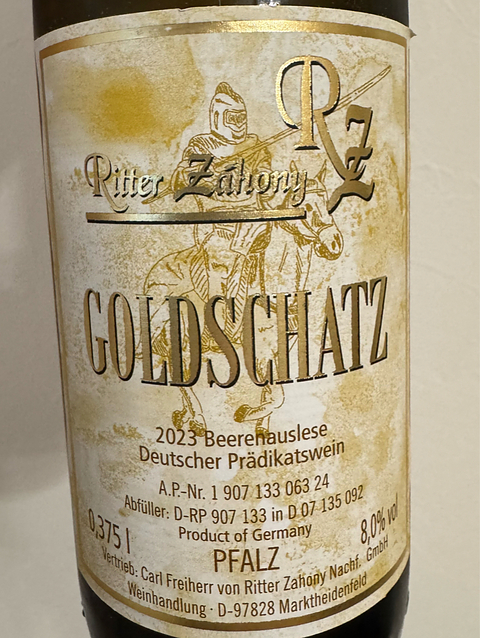 RZ
Ritter Záhony
GOLDSCHATZ
2023 Beerenauslese
Deutscher Prädikatswein
A.P.-Nr. 1 907 133 063 24
Abfüller: D-RP 907 133 in D 07 135 092
Product of Germany
0,375 l
PFALZ
8,0% vol
Vertrieb: Carl Freiherr von Ritter Zahony Nachf. GmbH
Weinhandlung · D-97828 Marktheidenfeld